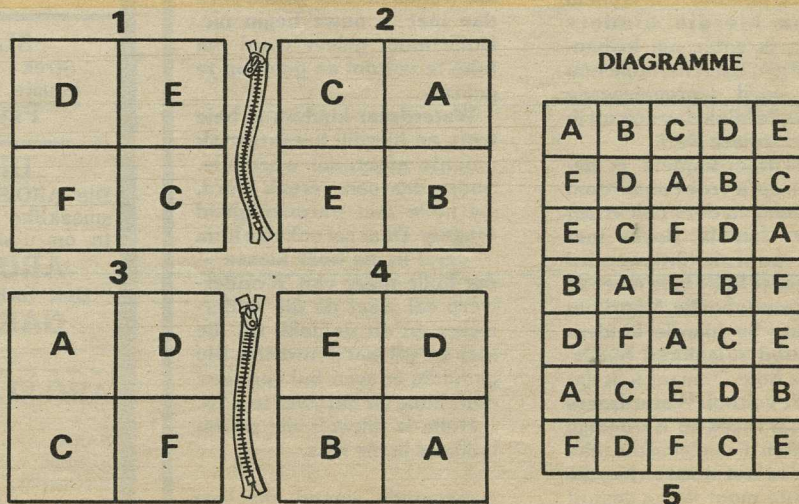 1
2
D E
C A
F C
E B
3
4
A D
E D
C F
B A
DIAGRAMME
A B C D E
F D A B C
E C F D A
B A E B F
D F A C E
A C E D B
F D F C E
5